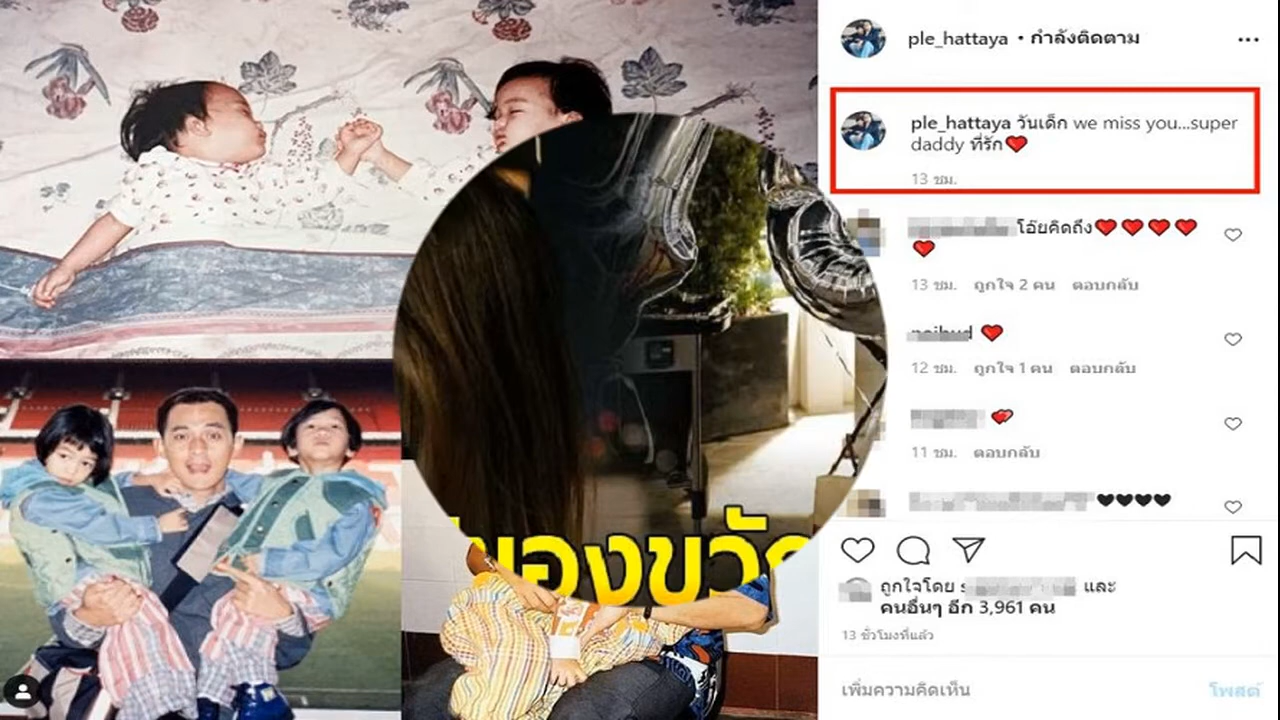 ple_hattaya • กำลังติดตาม
ple_hattaya วันเด็ก we miss you...super
daddy ที่รัก❤️
13 ชม.
โอ๊ยคิดถึง❤️❤️❤️❤️
❤️
13 ชม. ถูกใจ 2 คน ตอบกลับ
❤️
12 ชม. ถูกใจ 1 คน ตอบกลับ
11 ชม. ตอบกลับ
🖤🖤🖤🖤
ของขวัญ
ถูกใจโดย s และ
คนอื่นๆ อีก 3,961 คน
13 ชั่วโมงที่แล้ว
เพิ่มความคิดเห็น
โพสต์